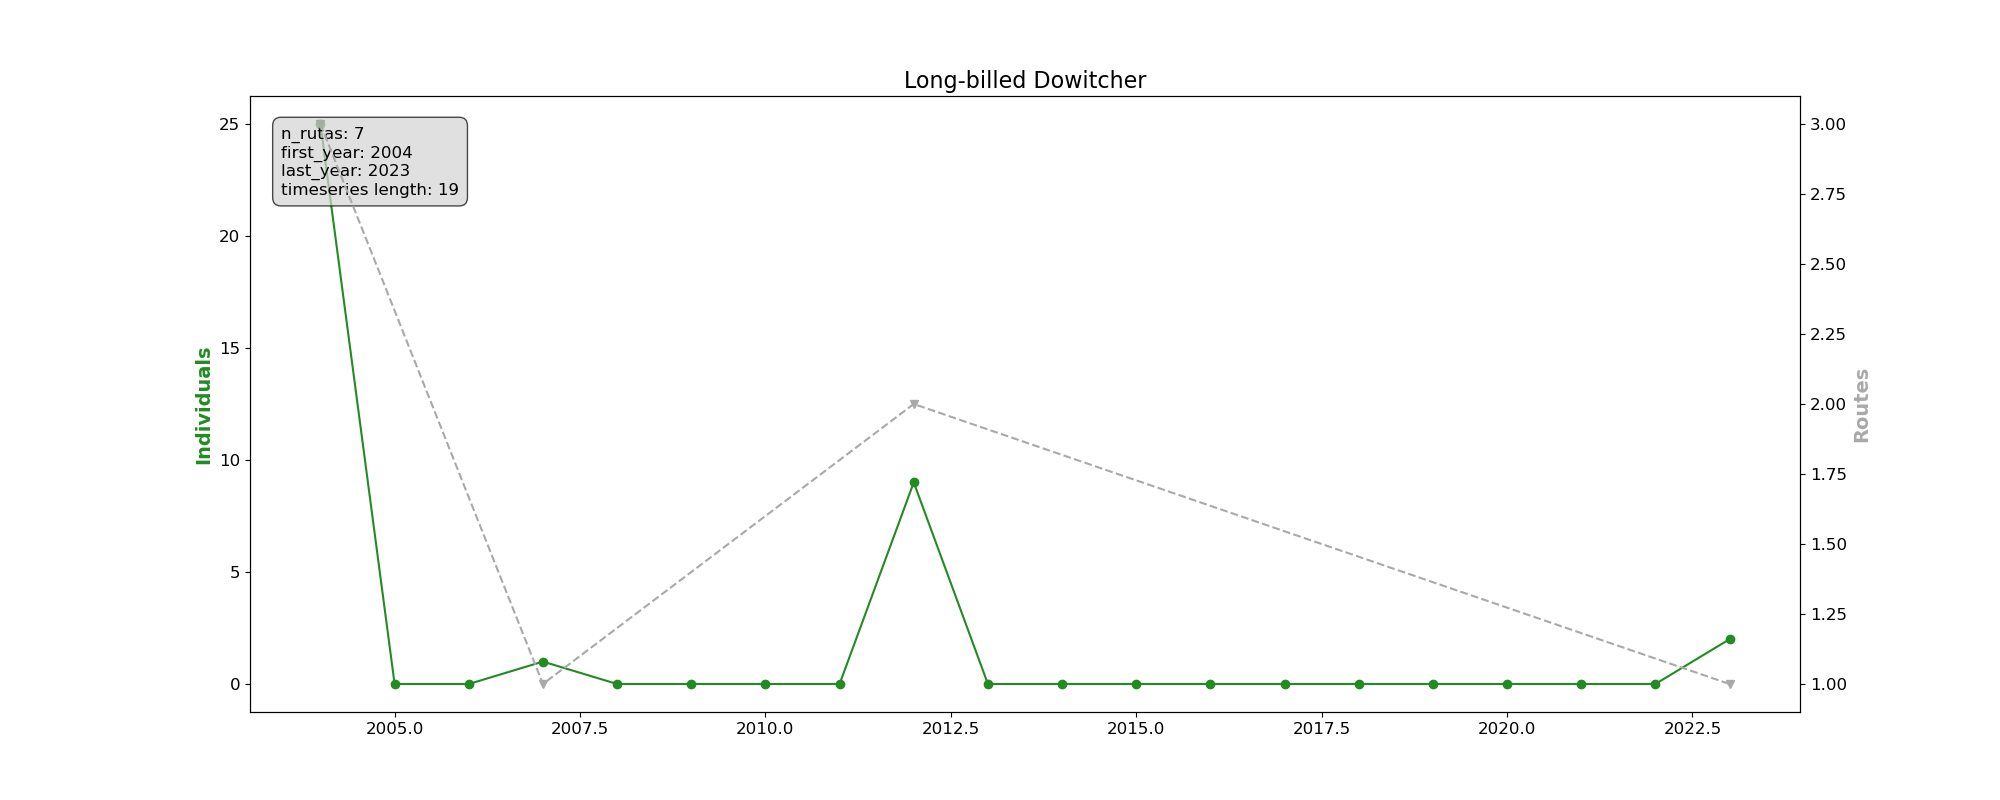 Long-billed Dowitcher
n_rutas: 7
first_year: 2004
last_year: 2023
timeseries length: 19
25
20
15
10
5
0
Individuals
3.00
2.75
2.50
2.25
2.00
1.75
1.50
1.25
1.00
Routes
2005.0 2007.5 2010.0 2012.5 2015.0 2017.5 2020.0 2022.5